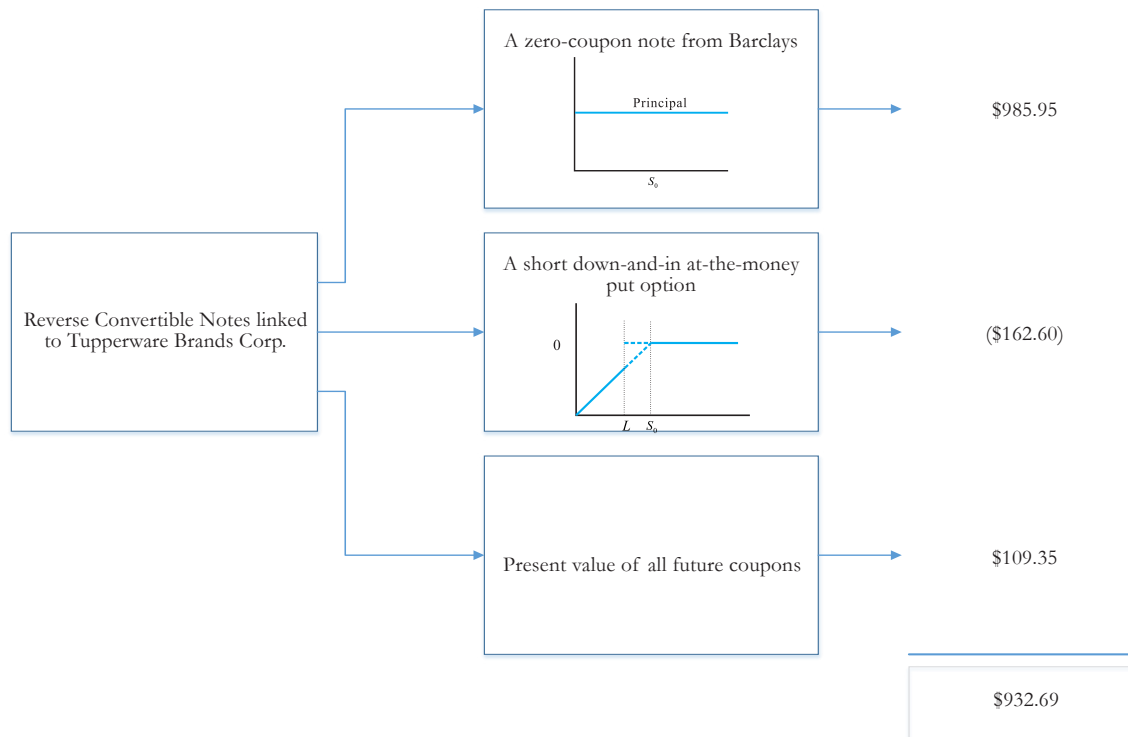 A zero-coupon note from Barclays
Principal
S₀
$985.95
Reverse Convertible Notes linked
to Tupperware Brands Corp.
A short down-and-in at-the-money
put option
0
L
S₀
($162.60)
Present value of all future coupons
$109.35
$932.69